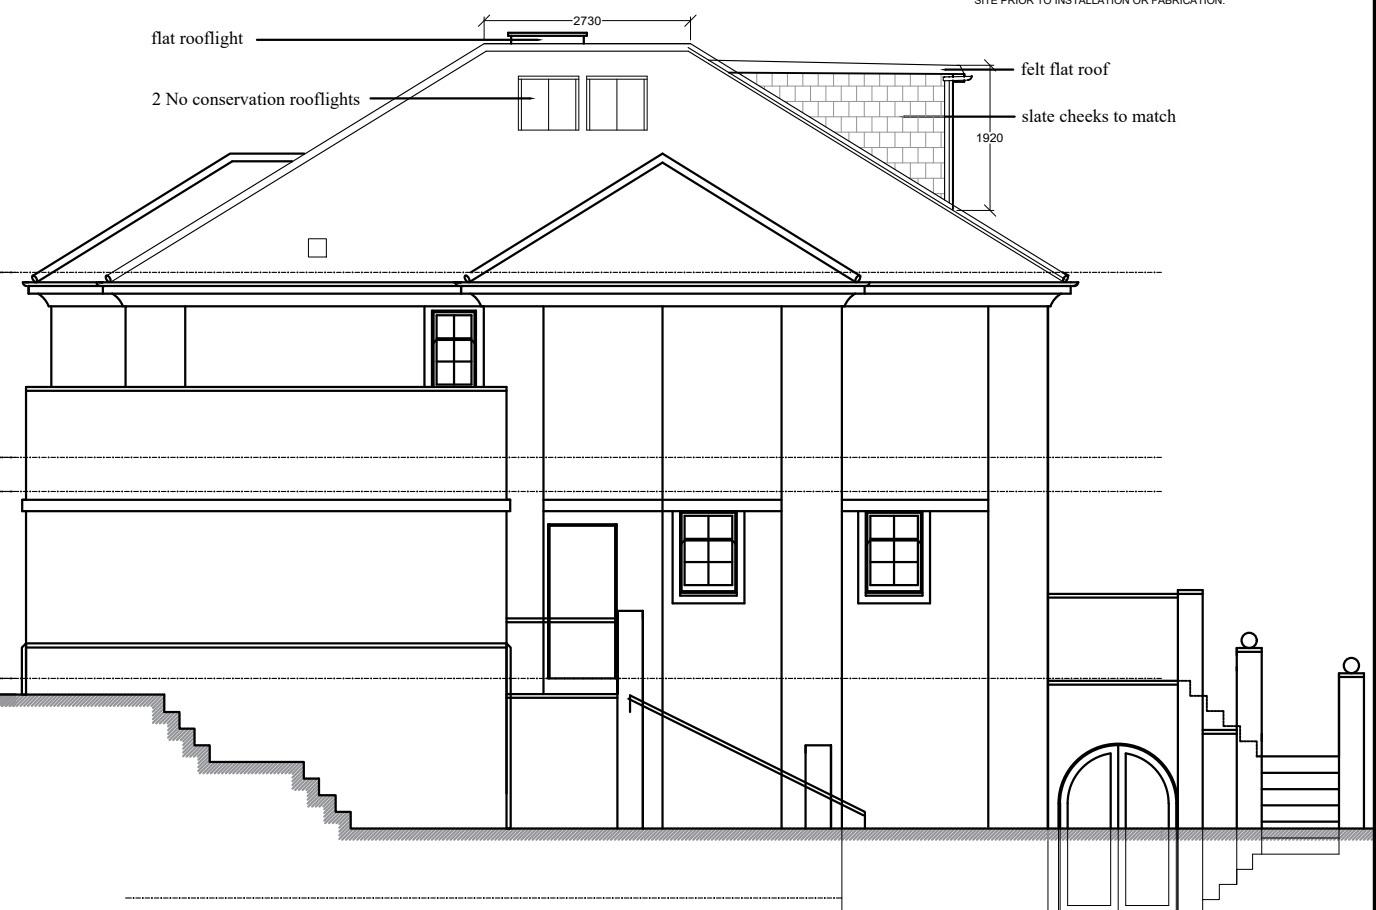 SITE PRIOR TO INSTALLATION OR FABRICATION.
2730
flat rooflight
felt flat roof
2 No conservation rooflights
slate cheeks to match
1920